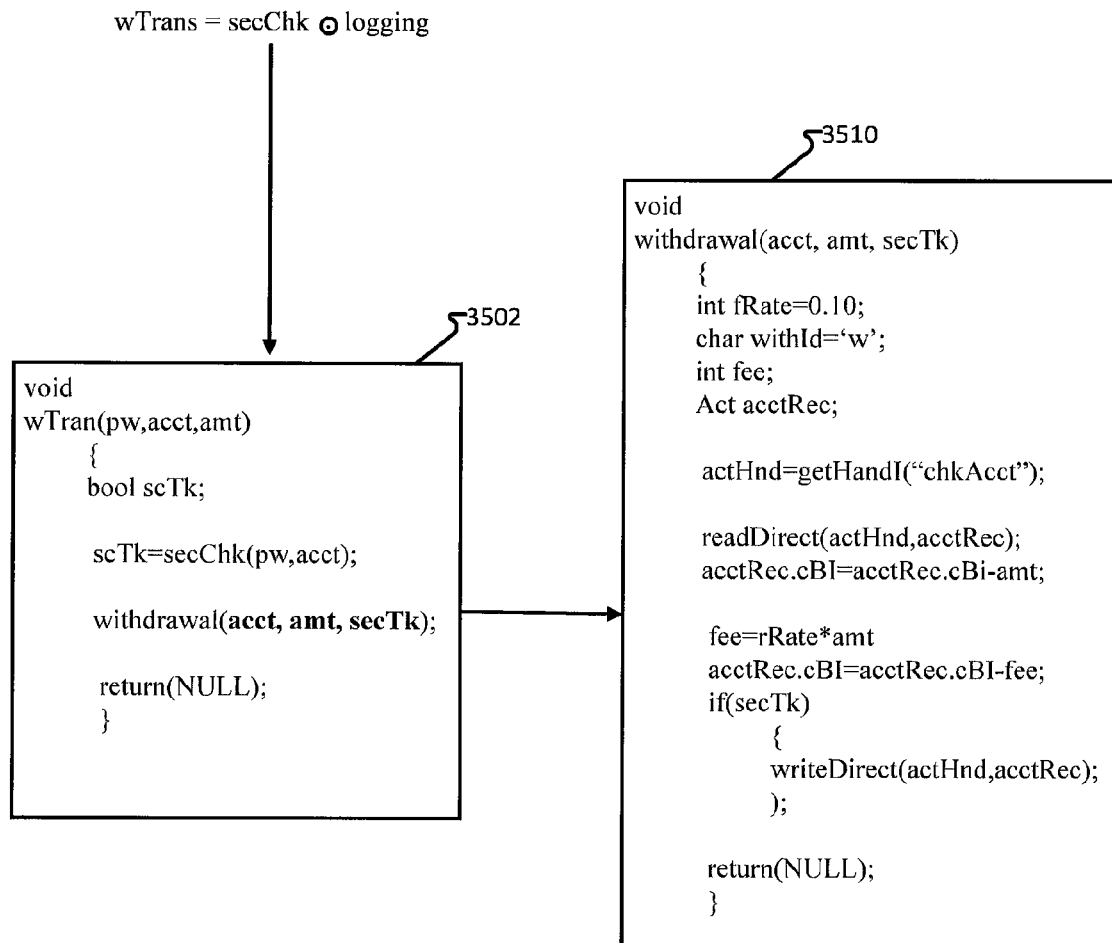 wTrans = secChk ⊙ logging
3502
void
wTran(pw,acct,amt)
{
bool scTk;
scTk=secChk(pw,acct);
withdrawal(acct, amt, secTk);
return(NULL);
}
3510
void
withdrawal(acct, amt, secTk)
{
int fRate=0.10;
char withId=‘w’;
int fee;
Act acctRec;
actHnd=getHandI(“chkAcct”);
readDirect(actHnd,acctRec);
acctRec.cBI=acctRec.cBi-amt;
fee=rRate*amt
acctRec.cBI=acctRec.cBI-fee;
if(secTk)
{
writeDirect(actHnd,acctRec);
);
return(NULL);
}